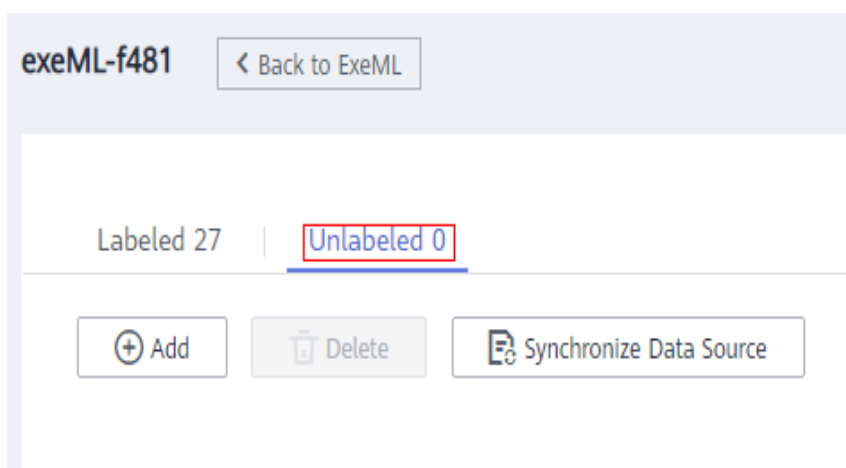 exeML-f481 < Back to ExeML
Labeled 27 Unlabeled 0
Add Delete Synchronize Data Source